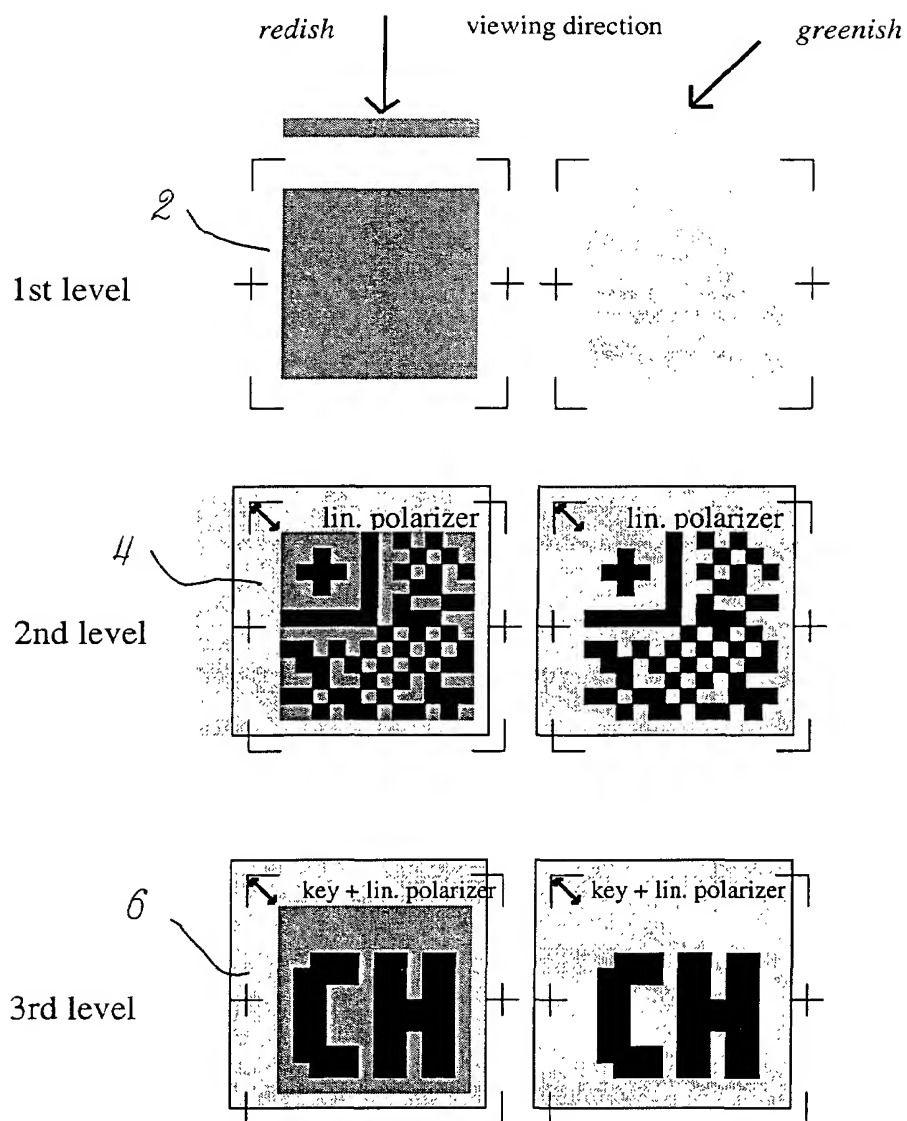 redish viewing direction greenish
2
1st level
lin. polarizer lin. polarizer
4
2nd level
key + lin. polarizer key + lin. polarizer
6
3rd level
CH CH